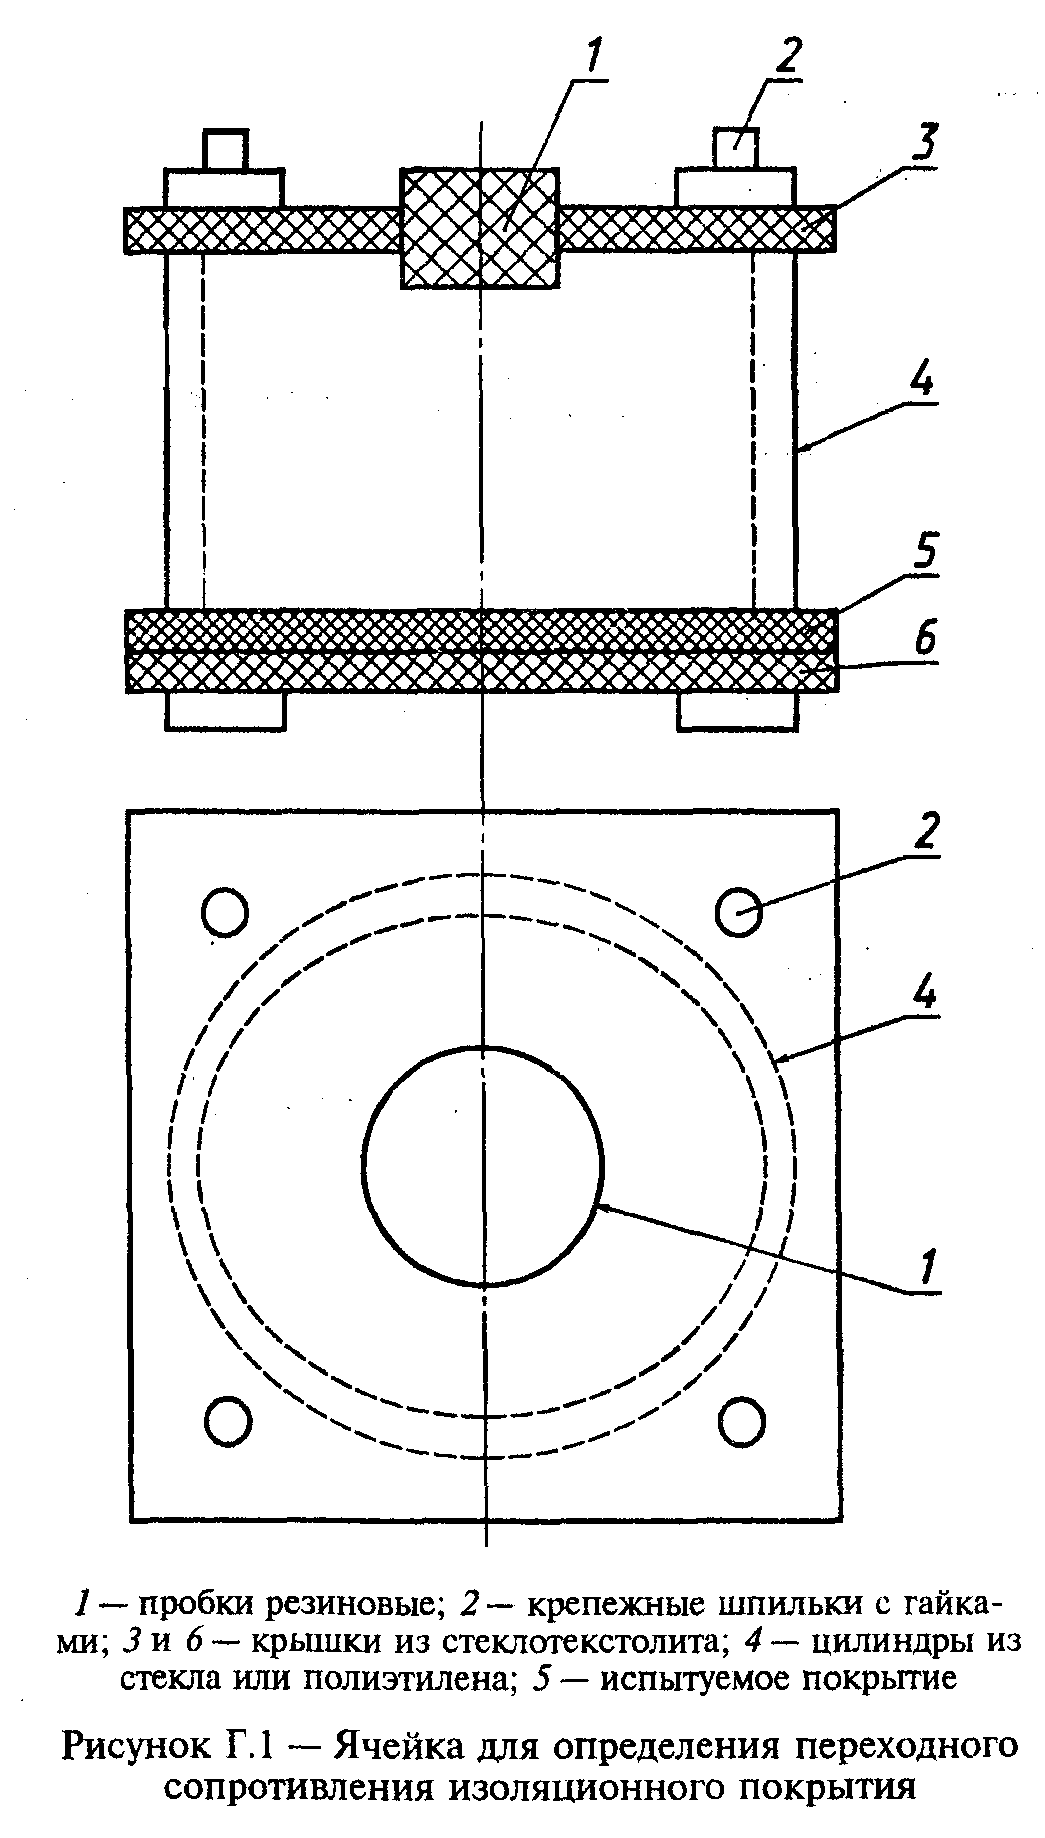 1
2
3
4
5
6
2
4
1
1 — пробки резиновые; 2 — крепежные шпильки с гайка-
ми; 3 и 6 — крышки из стеклотекстолита; 4 — цилиндры из
стекла или полиэтилена; 5 — испытуемое покрытие
Рисунок Г.1 — Ячейка для определения переходного
сопротивления изоляционного покрытия